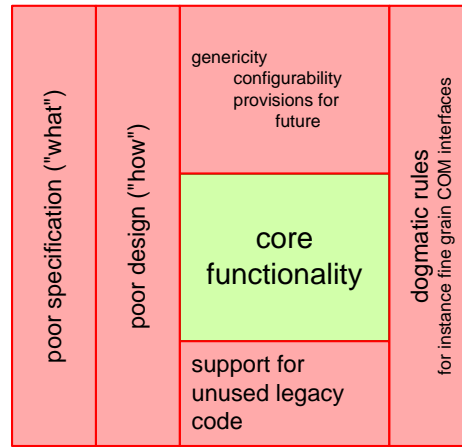 poor specification ("what")
poor design ("how")
genericity
configurability
provisions for
future
core
functionality
support for
unused legacy
code
dogmatic rules
for instance fine grain COM interfaces